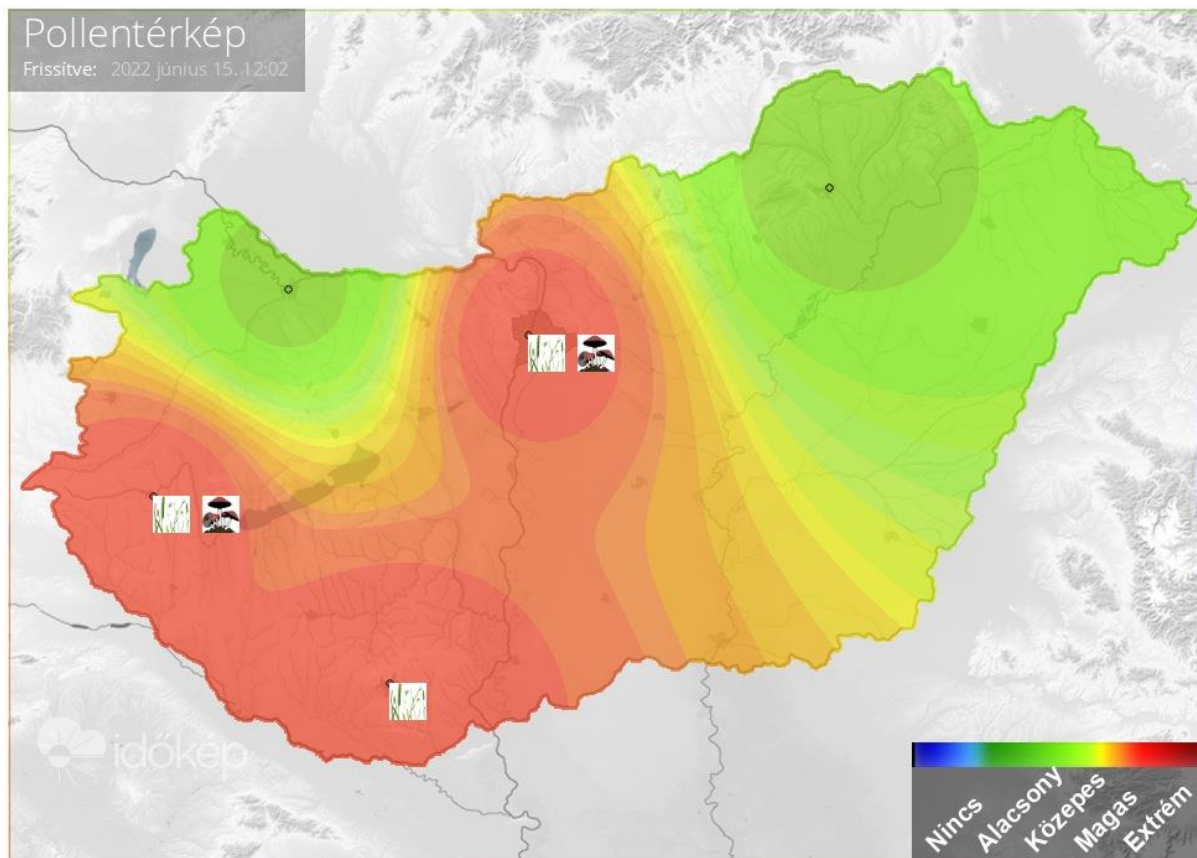 Pollentérkép
Frissítve: 2022 június 15. 12:02
időkép
Nincs
Alacsony
Közepes
Magas
Extrém